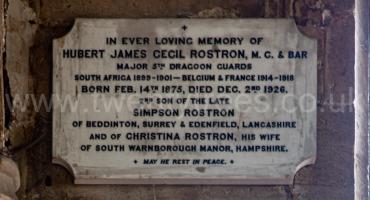 IN EVER LOVING MEMORY OF
HUBERT JAMES CECIL ROSTRON, M.C. & BAR
MAJOR 5TH DRAGOON GUARDS
SOUTH AFRICA 1899-1901 – BELGIUM & FRANCE 1914-1918
BORN FEB. 14TH 1875, DIED DEC. 2ND 1926.
2ND SON OF THE LATE
SIMPSON ROSTRON
OF BEDDINTON, SURREY & EDENFIELD, LANCASHIRE
AND OF CHRISTINA ROSTRON, HIS WIFE
OF SOUTH WARNBOROUGH MANOR, HAMPSHIRE.
+ MAY HE REST IN PEACE. +